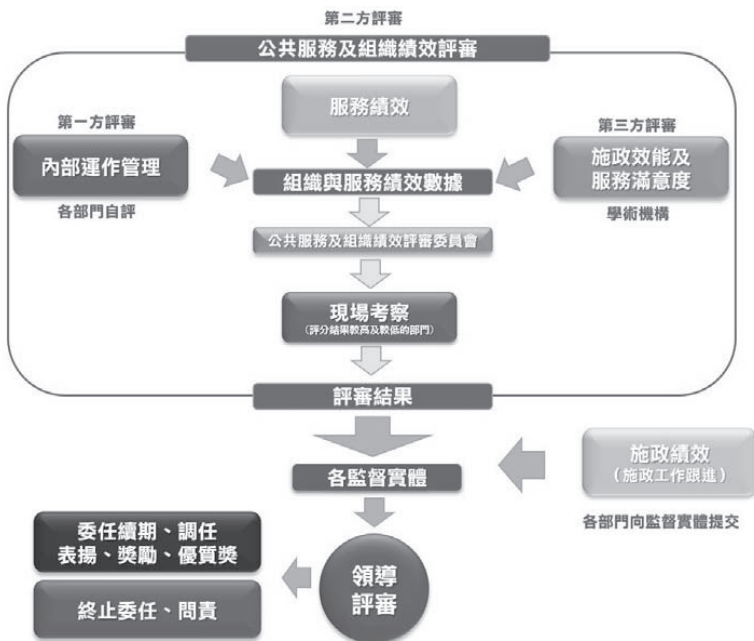 第二方評審
公共服務及組織績效評審
服務績效
第一方評審
內部運作管理
各部門自評
第三方評審
施政效能及
服務滿意度
學術機構
組織與服務績效數據
公共服務及組織績效評審委員會
現場考察
(評分結果較高及較低的部門)
評審結果
各監督實體
施政績效
(施政工作跟進)
各部門向監督實體提交
領導
評審
委任續期、調任
表揚、獎勵、優質獎
終止委任、問責